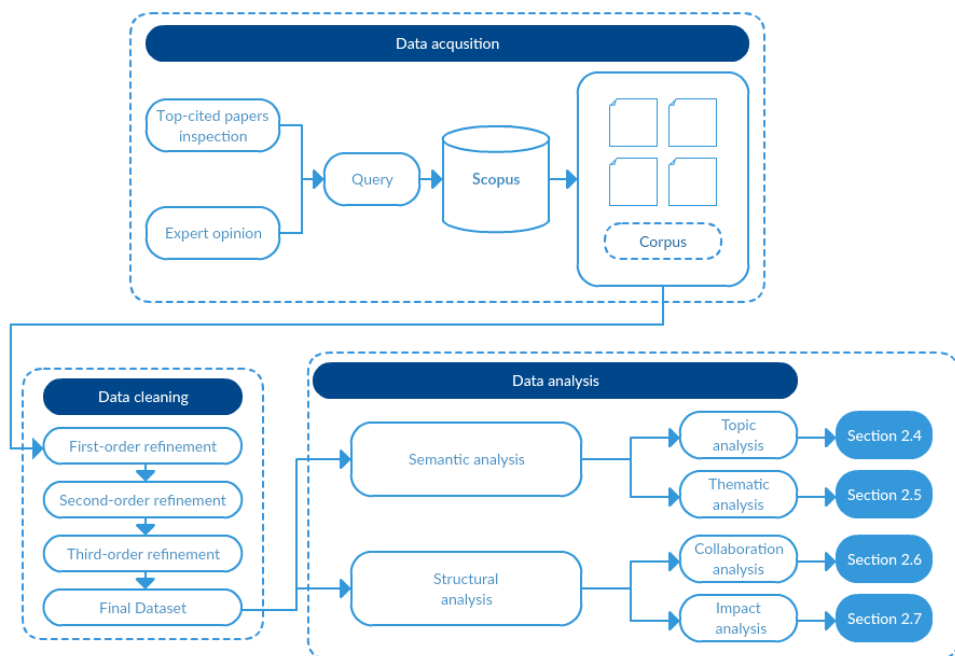 Data acqusition
Top-cited papers
inspection
Expert opinion
Query
Scopus
Corpus
Data cleaning
First-order refinement
Second-order refinement
Third-order refinement
Final Dataset
Data analysis
Semantic analysis
Topic
analysis
Section 2.4
Thematic
analysis
Section 2.5
Structural
analysis
Collaboration
analysis
Section 2.6
Impact
analysis
Section 2.7